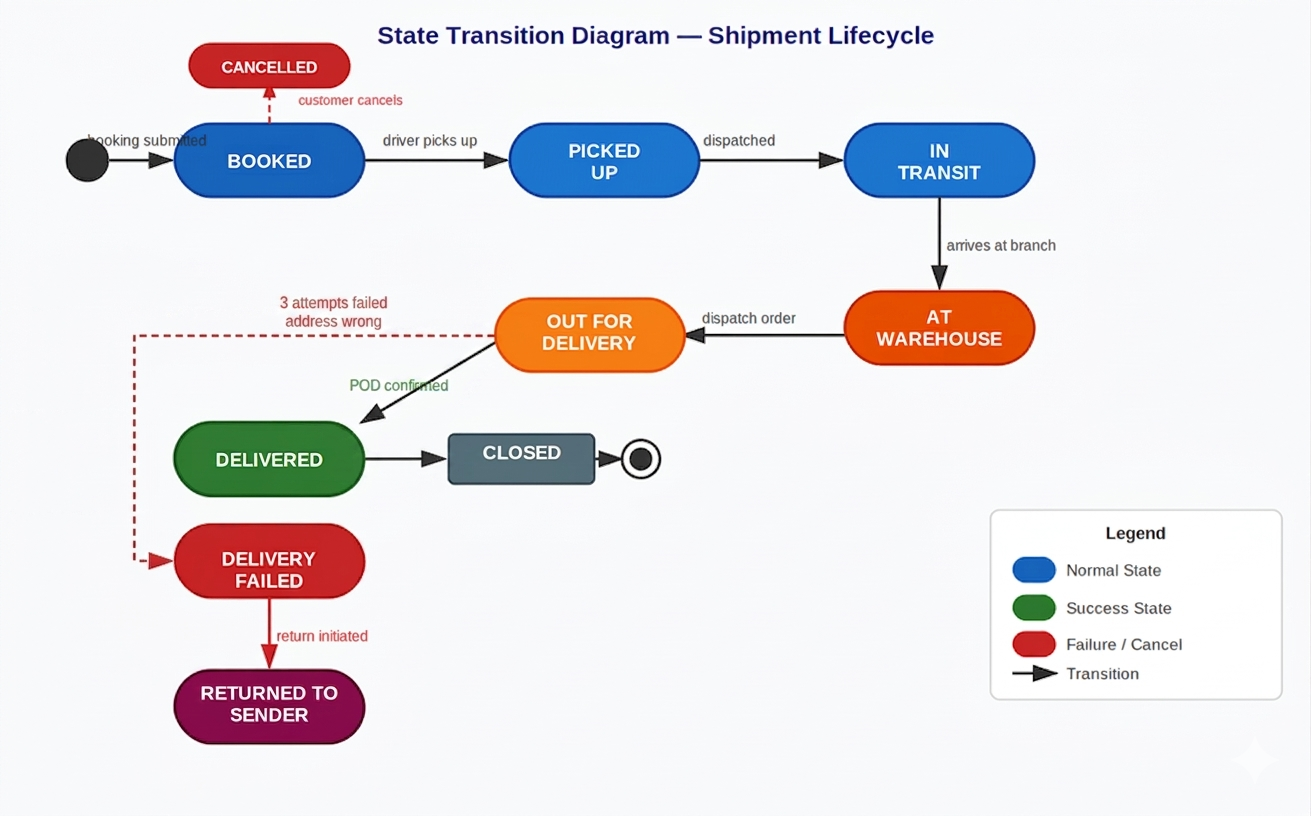 State Transition Diagram — Shipment Lifecycle
CANCELLED
customer cancels
booking submitted
BOOKED
driver picks up
PICKED
UP
dispatched
IN
TRANSIT
arrives at branch
3 attempts failed
address wrong
OUT FOR
DELIVERY
dispatch order
AT
WAREHOUSE
POD confirmed
DELIVERED
CLOSED
DELIVERY
FAILED
return initiated
RETURNED TO
SENDER
Legend
Normal State
Success State
Failure / Cancel
Transition